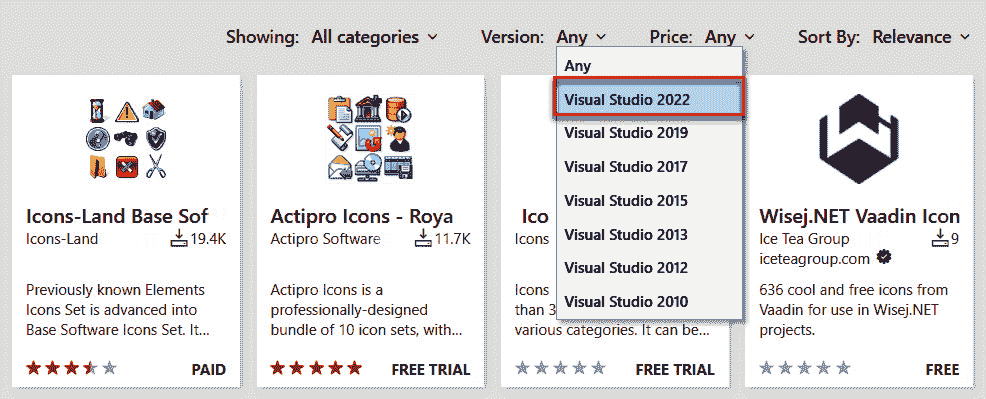 Showing: All categories Version: Any Price: Any Sort By: Relevance
Any
Visual Studio 2022
Visual Studio 2019
Visual Studio 2017
Visual Studio 2015
Visual Studio 2013
Visual Studio 2012
Visual Studio 2010
Icons-Land Base Sof
Icons-Land 19.4K
Previously known Elements
Icons Set is advanced into
Base Software Icons Set. It...
PAID
Actipro Icons - Roya
Actipro Software 11.7K
Actipro Icons is a
professionally-designed
bundle of 10 icon sets, with...
FREE TRIAL
Ico
Icons
Icons
than 3
various categories. It can be...
FREE TRIAL
Wisej.NET Vaadin Icon
Ice Tea Group 9
iceteagroup.com
636 cool and free icons from
Vaadin for use in Wisej.NET
projects.
FREE